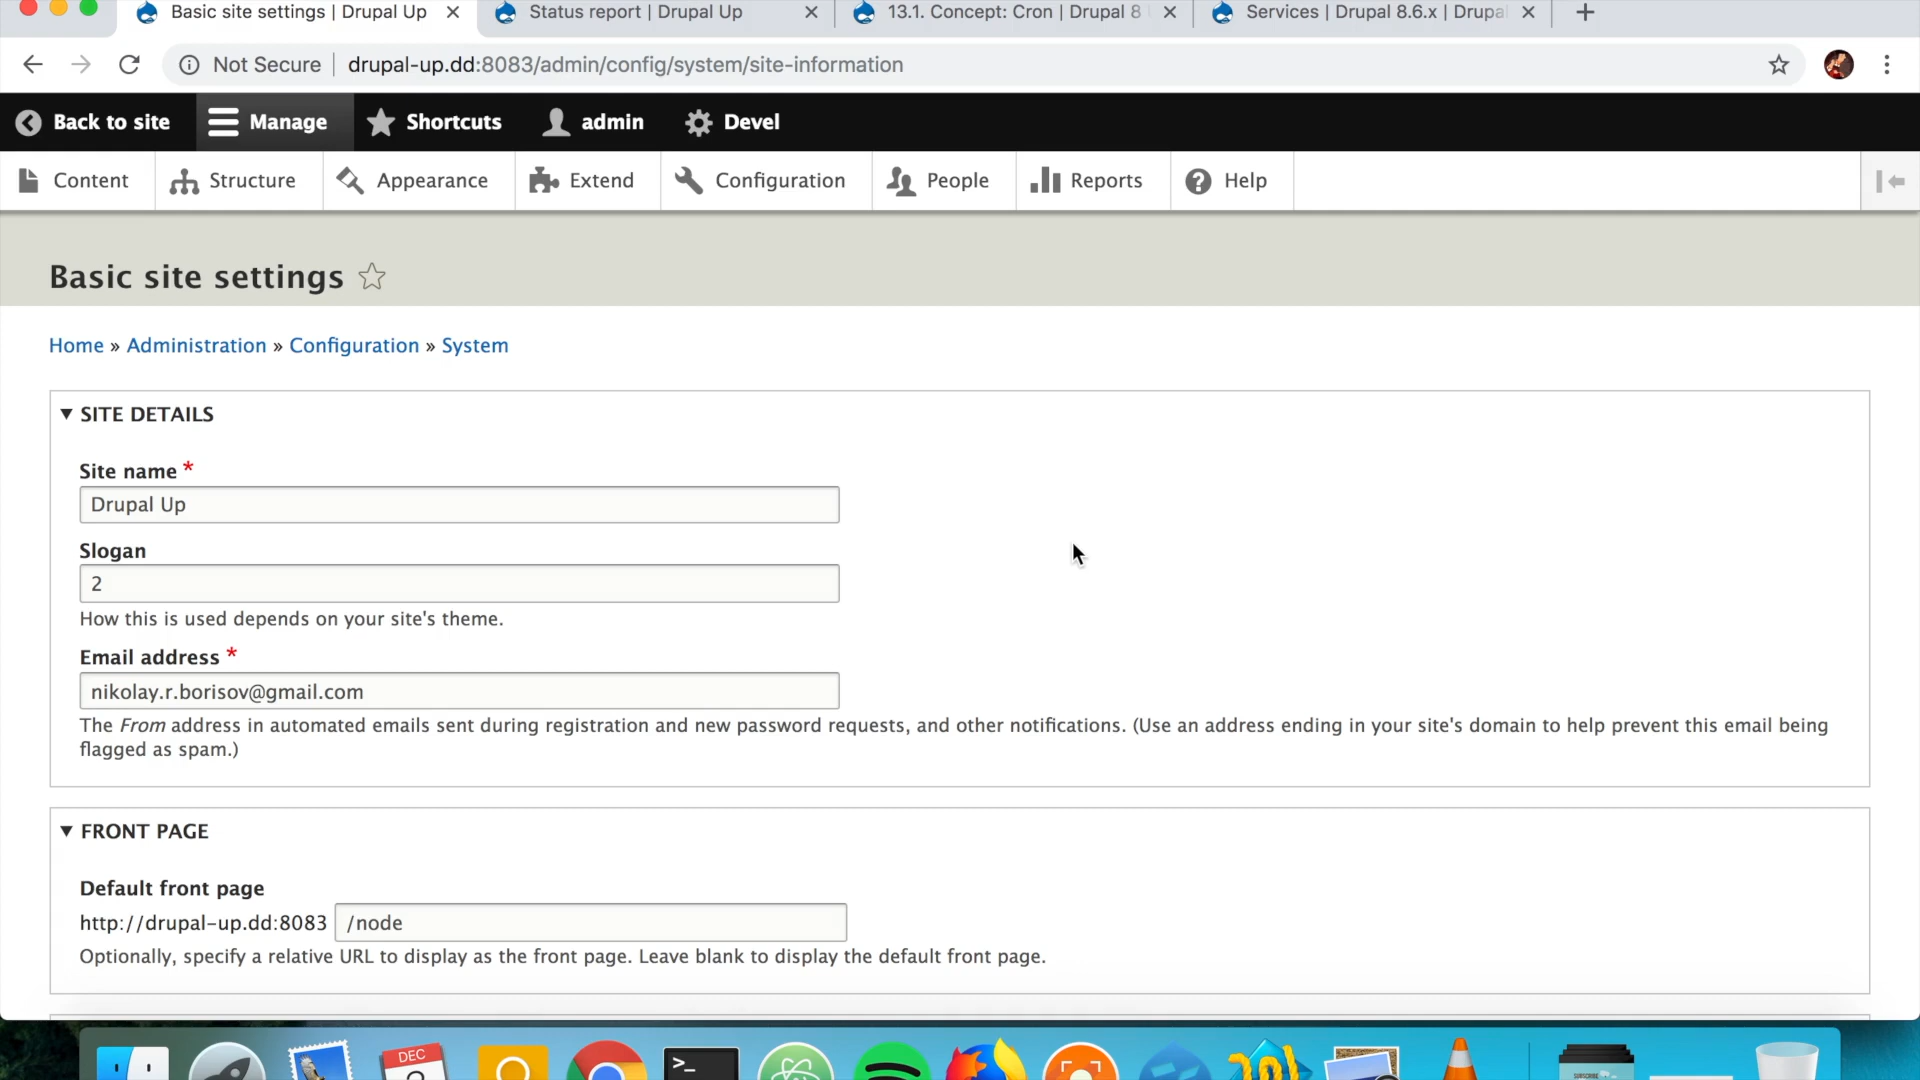 Basic site settings | Drupal Up
Status report | Drupal Up
13.1. Concept: Cron | Drupal 8
Services | Drupal 8.6.x | Drupa
Not Secure
drupal-up.dd:8083/admin/config/system/site-information
Back to site
Manage
Shortcuts
admin
Devel
Content
Structure
Appearance
Extend
Configuration
People
Reports
Help
Basic site settings
Home » Administration » Configuration » System
▼ SITE DETAILS
Site name *
Drupal Up
Slogan
2
How this is used depends on your site's theme.
Email address *
nikolay.r.borisov@gmail.com
The From address in automated emails sent during registration and new password requests, and other notifications. (Use an address ending in your site's domain to help prevent this email being
flagged as spam.)
▼ FRONT PAGE
Default front page
http://drupal-up.dd:8083 /node
Optionally, specify a relative URL to display as the front page. Leave blank to display the default front page.
DEC
>_
SUBSCRIBE